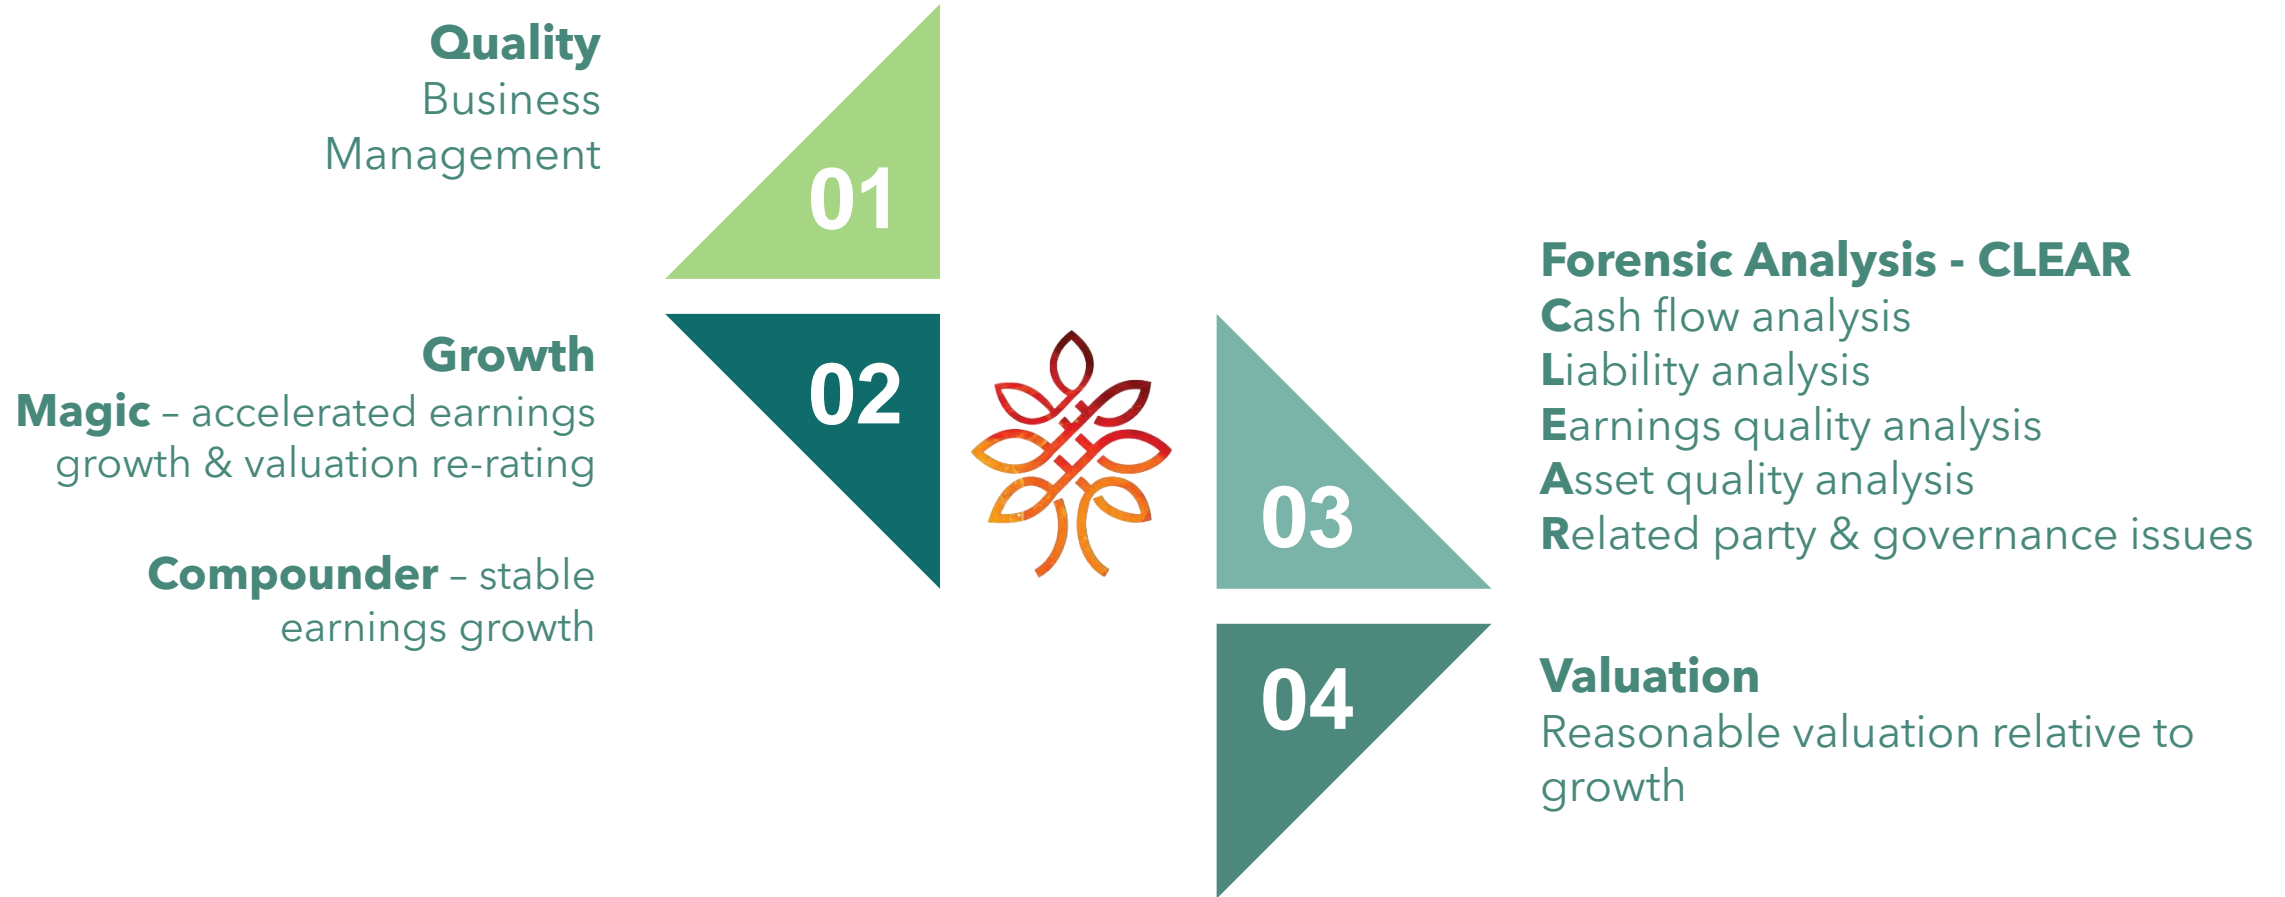 Quality
Business
Management
01
Growth
Magic – accelerated earnings
growth & valuation re-rating
Compounder – stable
earnings growth
02
Forensic Analysis - CLEAR
Cash flow analysis
Liability analysis
Earnings quality analysis
Asset quality analysis
Related party & governance issues
03
Valuation
Reasonable valuation relative to
growth
04